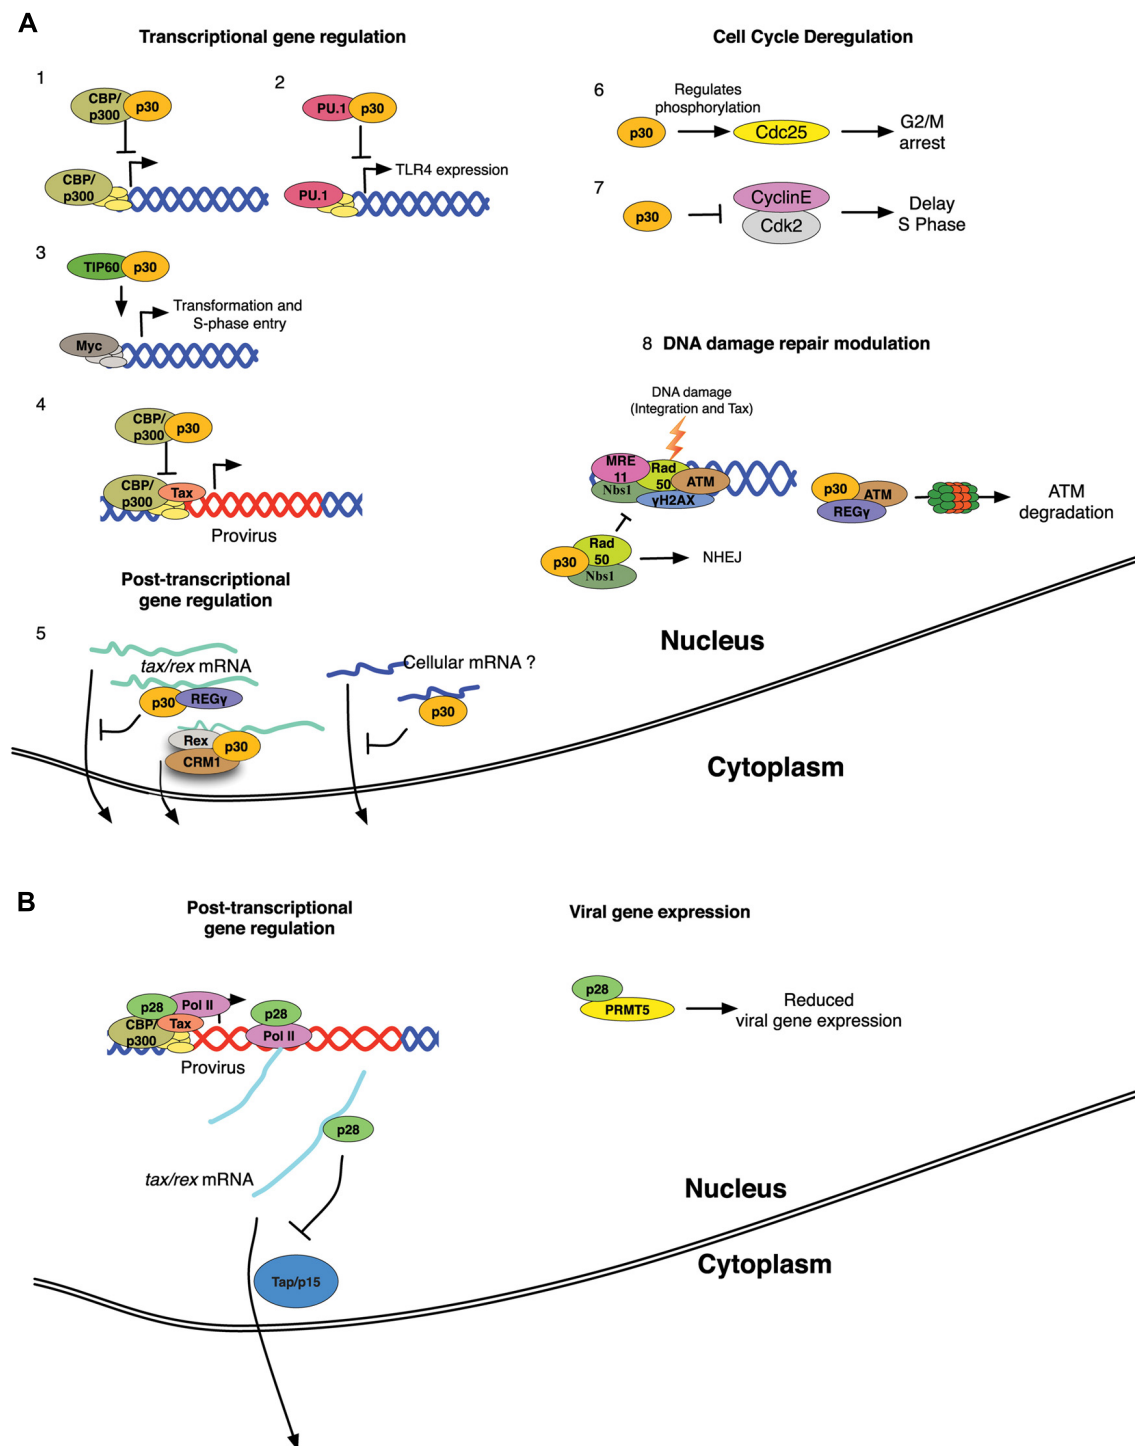 A
Transcriptional gene regulation
1
CBP/
p300
p30
CBP/
p300
2
PU.1
p30
TLR4 expression
PU.1
3
TIP60
p30
Transformation and
S-phase entry
Myc
4
CBP/
p300
p30
CBP/
p300
Tax
Provirus
Post-transcriptional
gene regulation
5
tax/rex mRNA
p30
REGγ
Rex
p30
CRM1
Cellular mRNA ?
p30
Cell Cycle Deregulation
6
p30
Regulates
phosphorylation
Cdc25
G2/M
arrest
7
p30
CyclinE
Cdk2
Delay
S Phase
8 DNA damage repair modulation
DNA damage
(Integration and Tax)
MRE
11
Rad
50
ATM
Nbs1
γH2AX
p30
Rad
50
Nbs1
NHEJ
p30
ATM
REGγ
ATM
degradation
Nucleus
Cytoplasm
B
Post-transcriptional
gene regulation
p28
Pol II
CBP/
p300
Tax
p28
Pol II
Provirus
p28
tax/rex mRNA
Tap/p15
Viral gene expression
p28
PRMT5
Reduced
viral gene expression
Nucleus
Cytoplasm